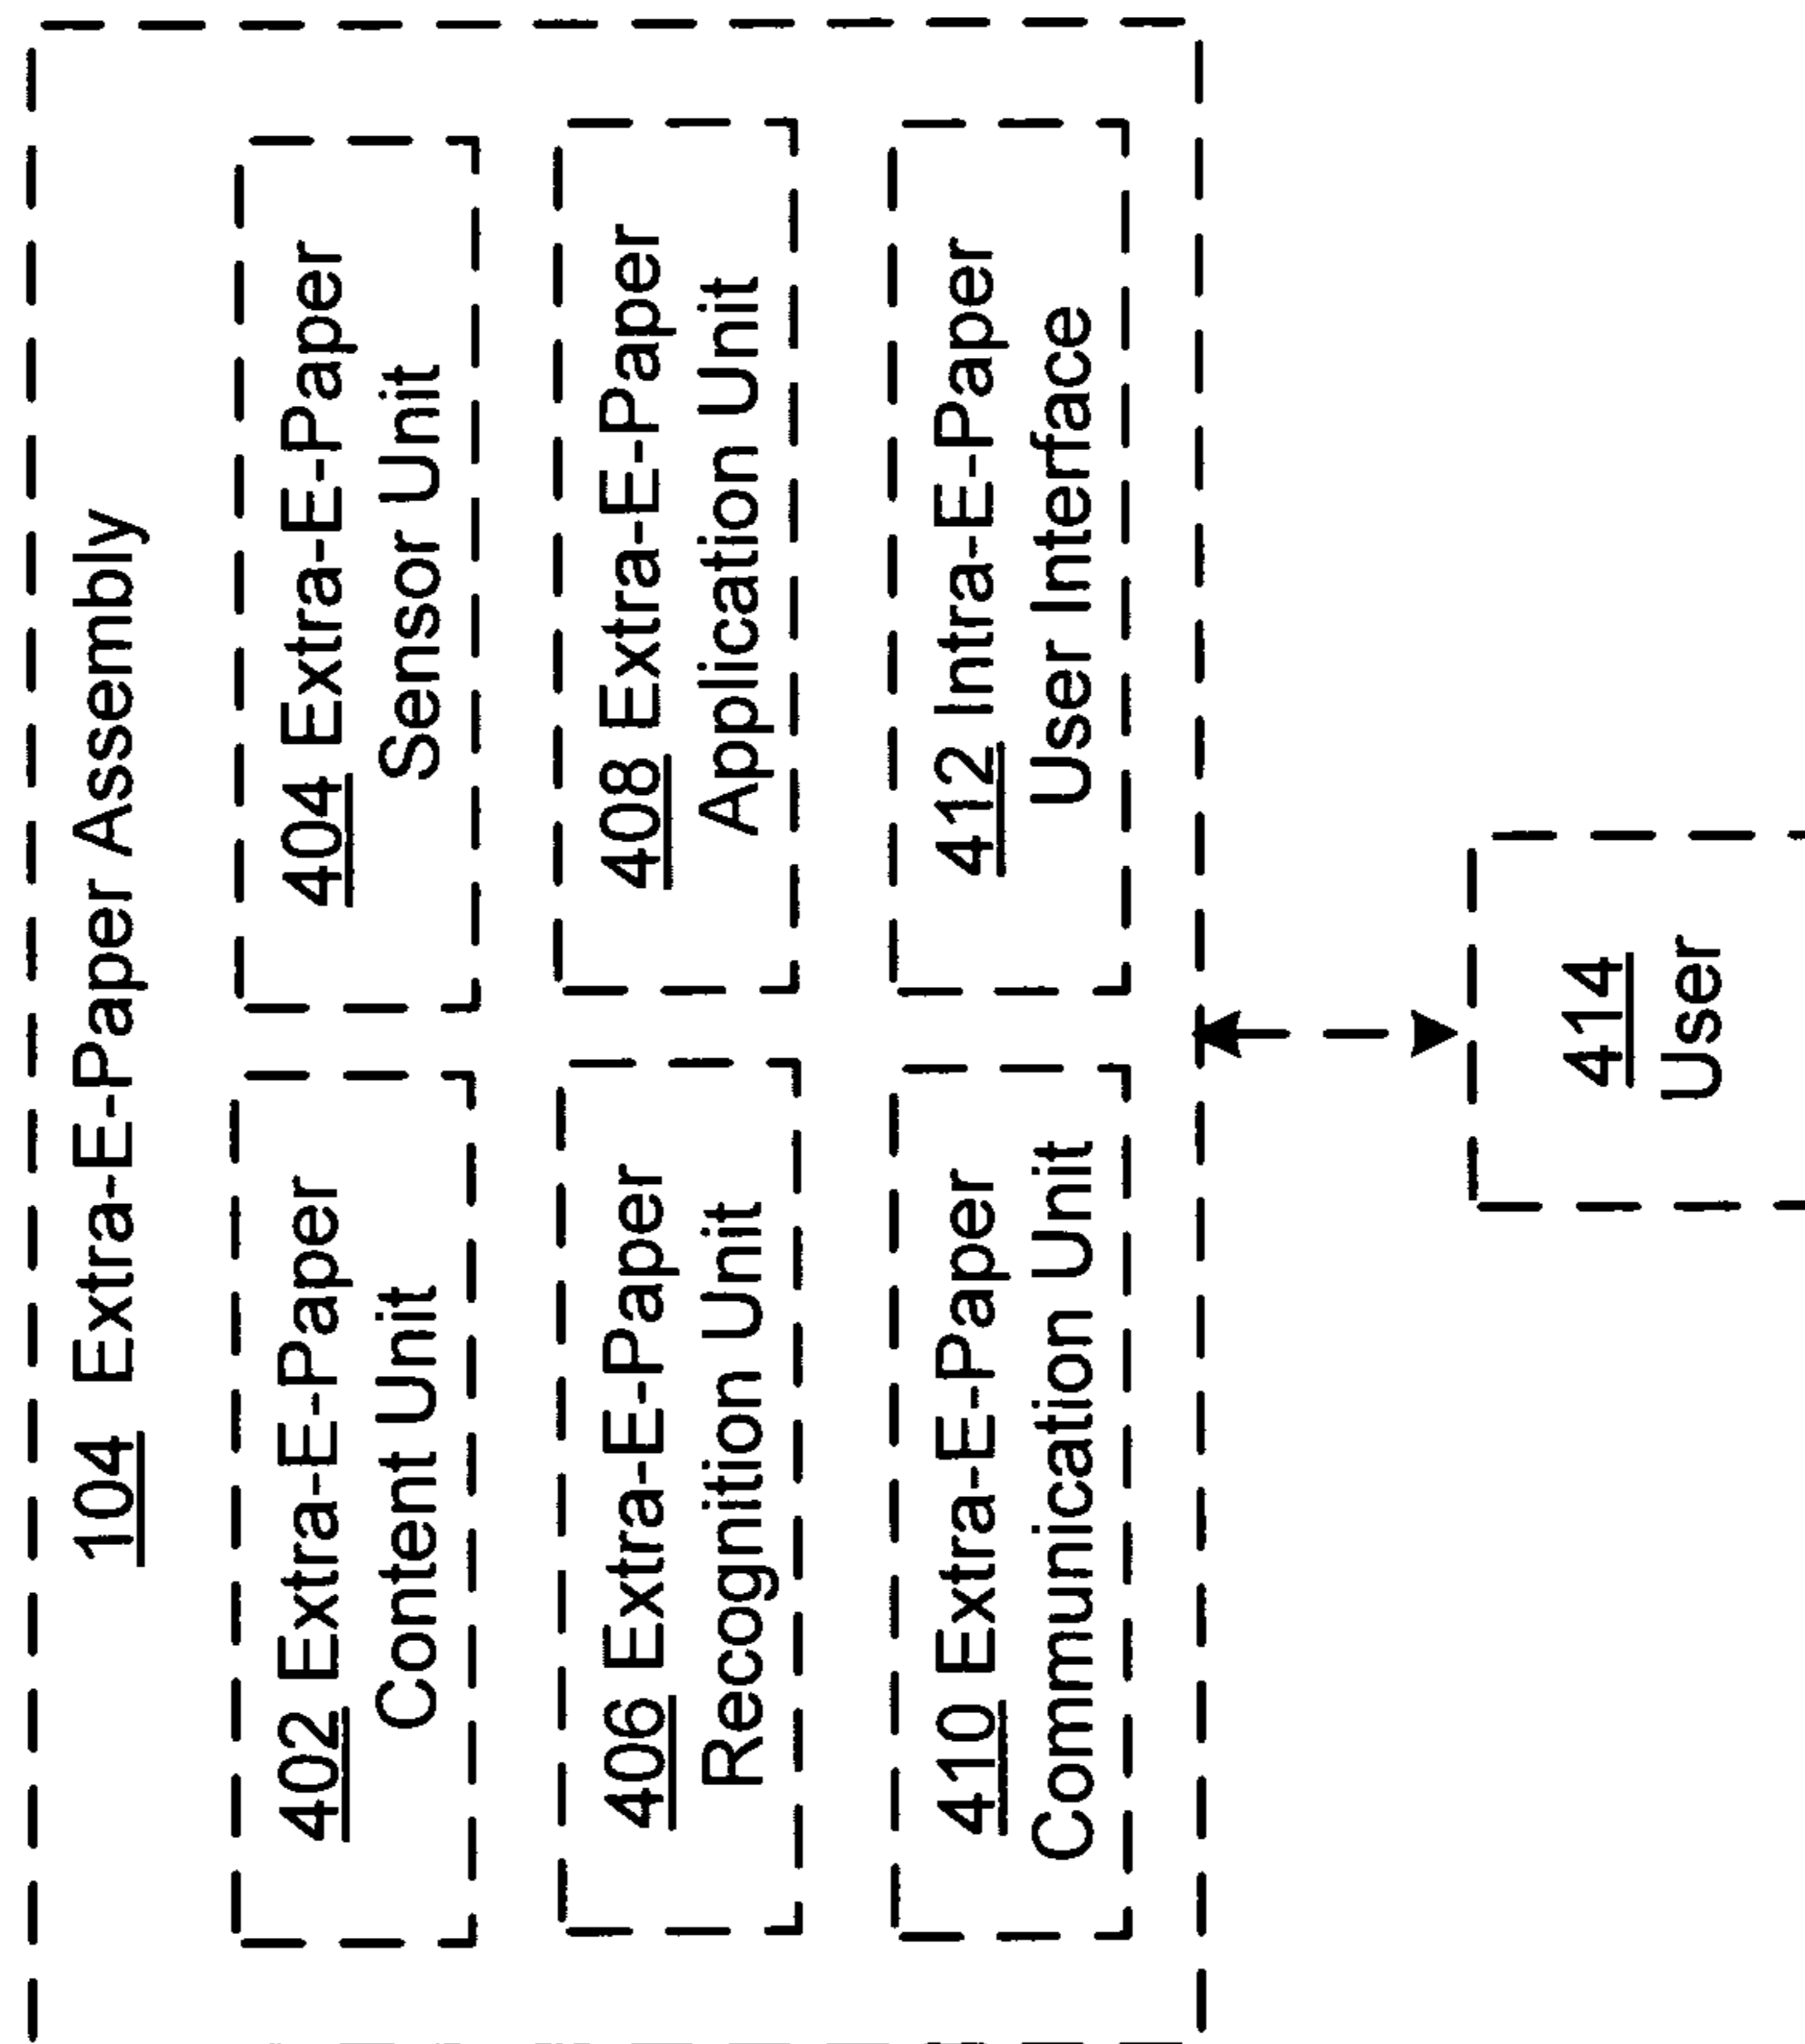 104 Extra-E-Paper Assembly
402 Extra-E-Paper
Content Unit
404 Extra-E-Paper
Sensor Unit
406 Extra-E-Paper
Recognition Unit
408 Extra-E-Paper
Application Unit
410 Extra-E-Paper
Communication Unit
412 Intra-E-Paper
User Interface
414
User